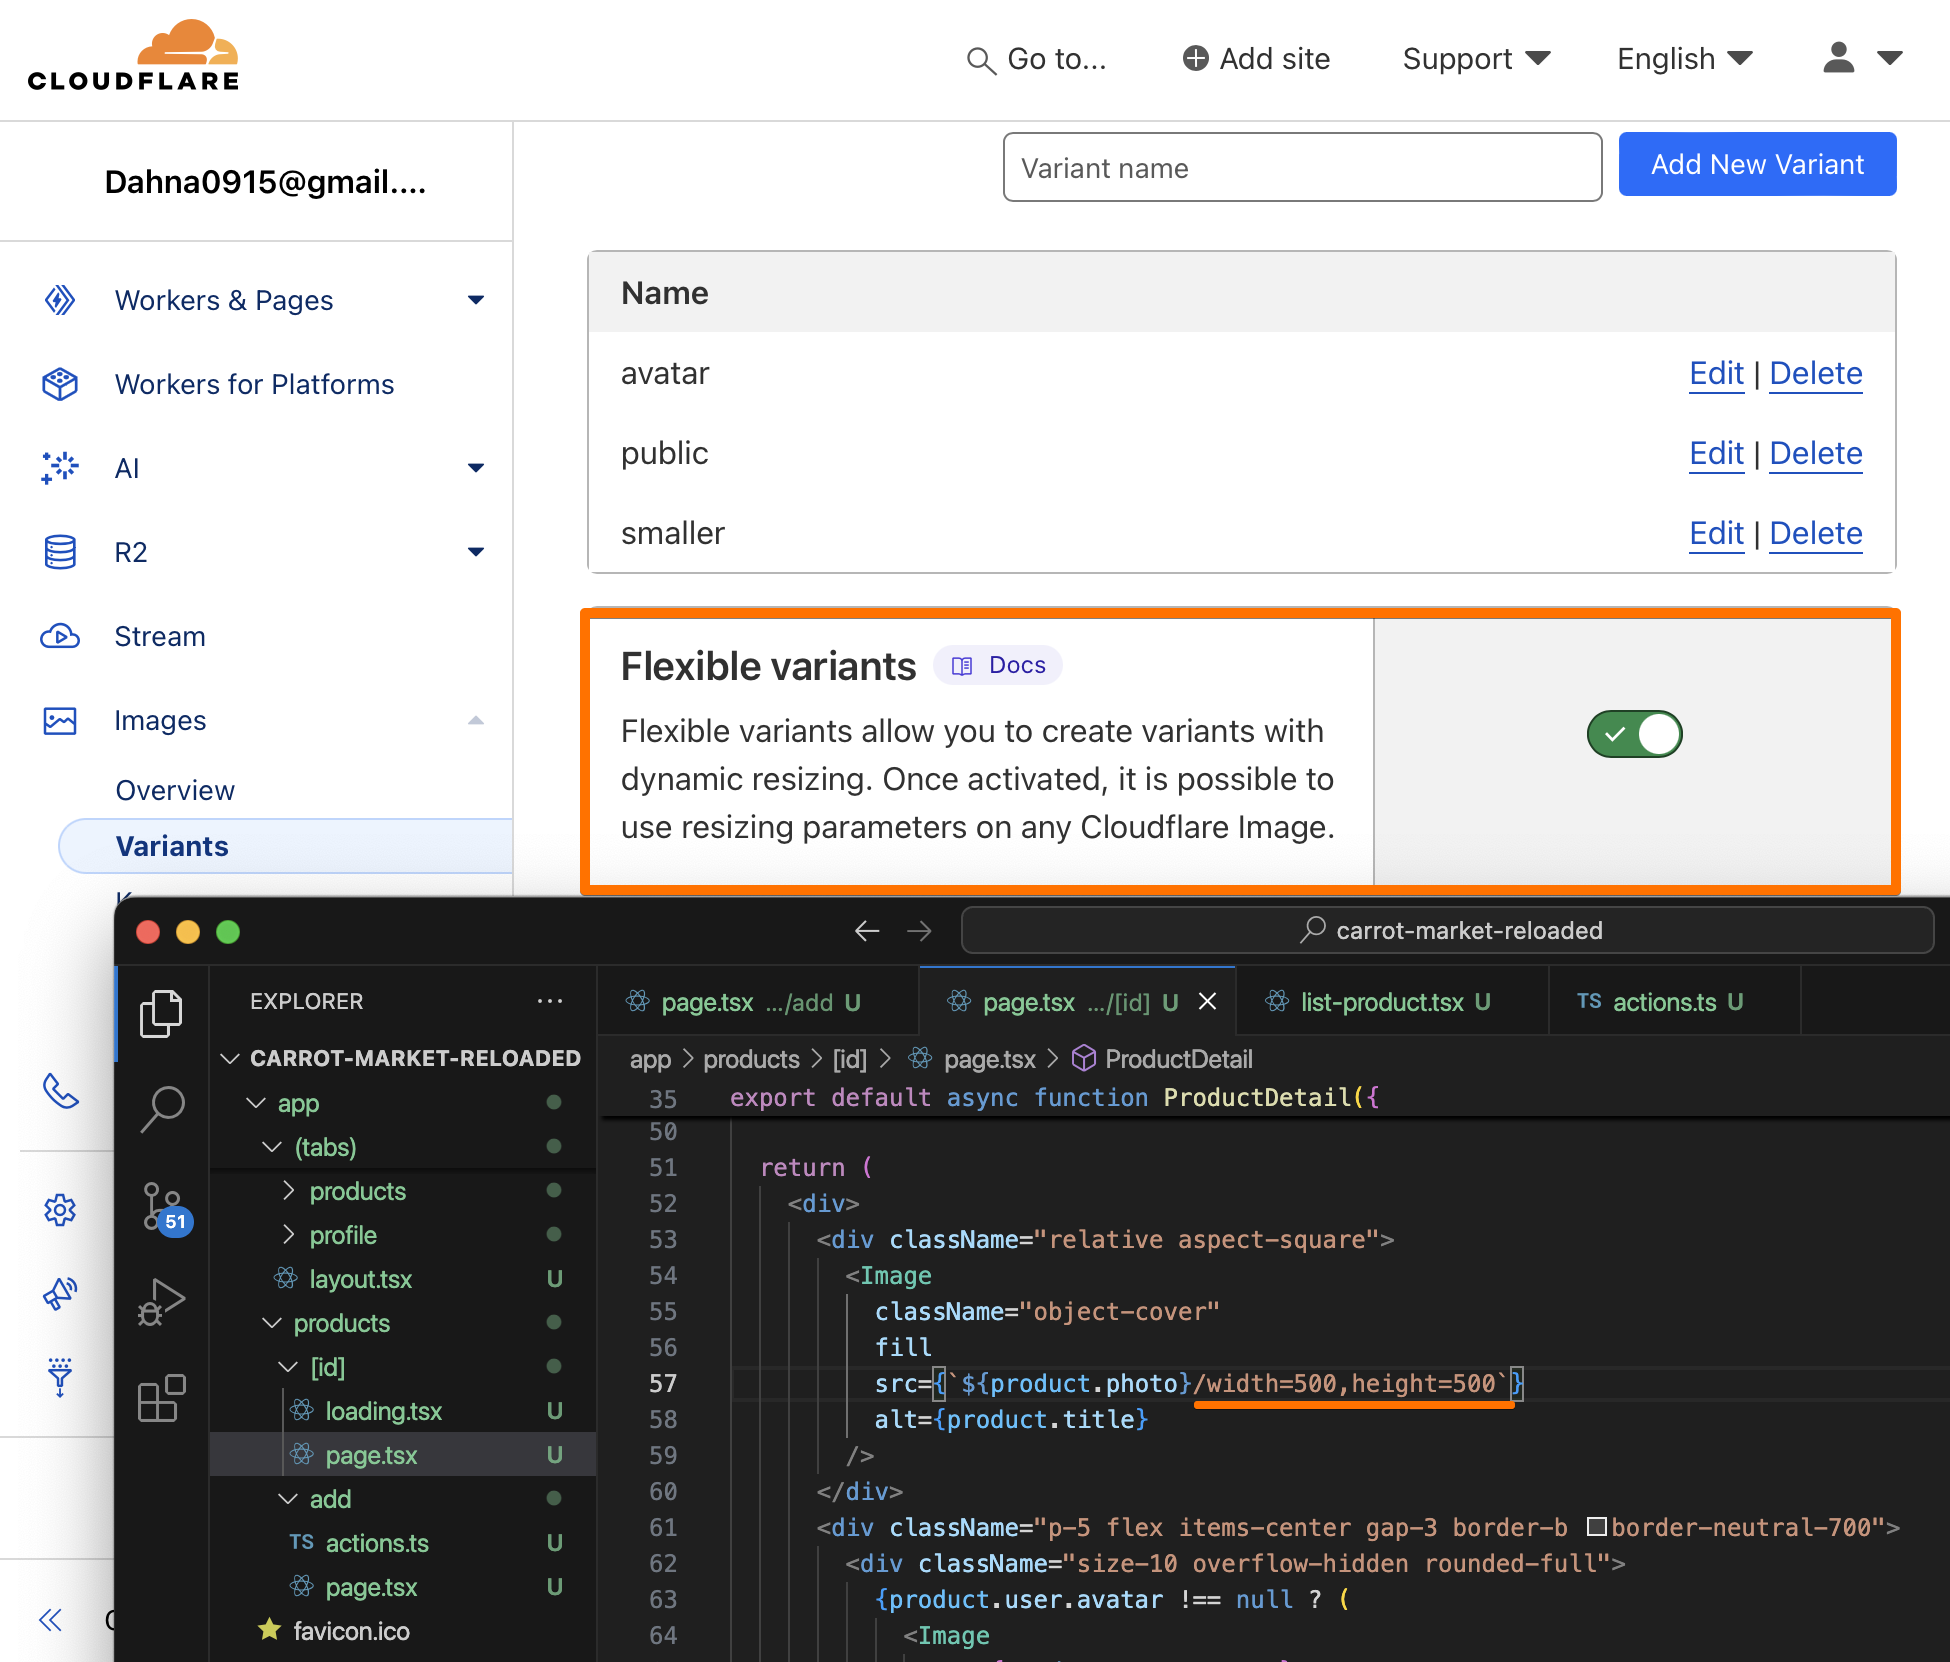 CLOUDFLARE
Go to...
Add site
Support
English
Dahna0915@gmail....
Variant name
Add New Variant
Workers & Pages
Workers for Platforms
AI
R2
Stream
Images
Overview
Variants
Name
avatar
Edit | Delete
public
Edit | Delete
smaller
Edit | Delete
Flexible variants
Docs
Flexible variants allow you to create variants with
dynamic resizing. Once activated, it is possible to
use resizing parameters on any Cloudflare Image.
carrot-market-reloaded
EXPLORER
51
CARROT-MARKET-RELOADED
app
(tabs)
products
profile
layout.tsx U
products
[id]
loading.tsx U
page.tsx U
add
TS actions.ts U
page.tsx U
favicon.ico
page.tsx .../add U
page.tsx .../[id] U
list-product.tsx U
TS actions.ts U
app > products > [id] > page.tsx > ProductDetail
35 export default async function ProductDetail({
50
51 return (
52 <div>
53 <div className="relative aspect-square">
54 <Image
55 className="object-cover"
56 fill
57 src={`${product.photo}/width=500,height=500`}
58 alt={product.title}
59 />
60 </div>
61 <div className="p-5 flex items-center gap-3 border-b border-neutral-700">
62 <div className="size-10 overflow-hidden rounded-full">
63 {product.user.avatar !== null ? (
64 <Image